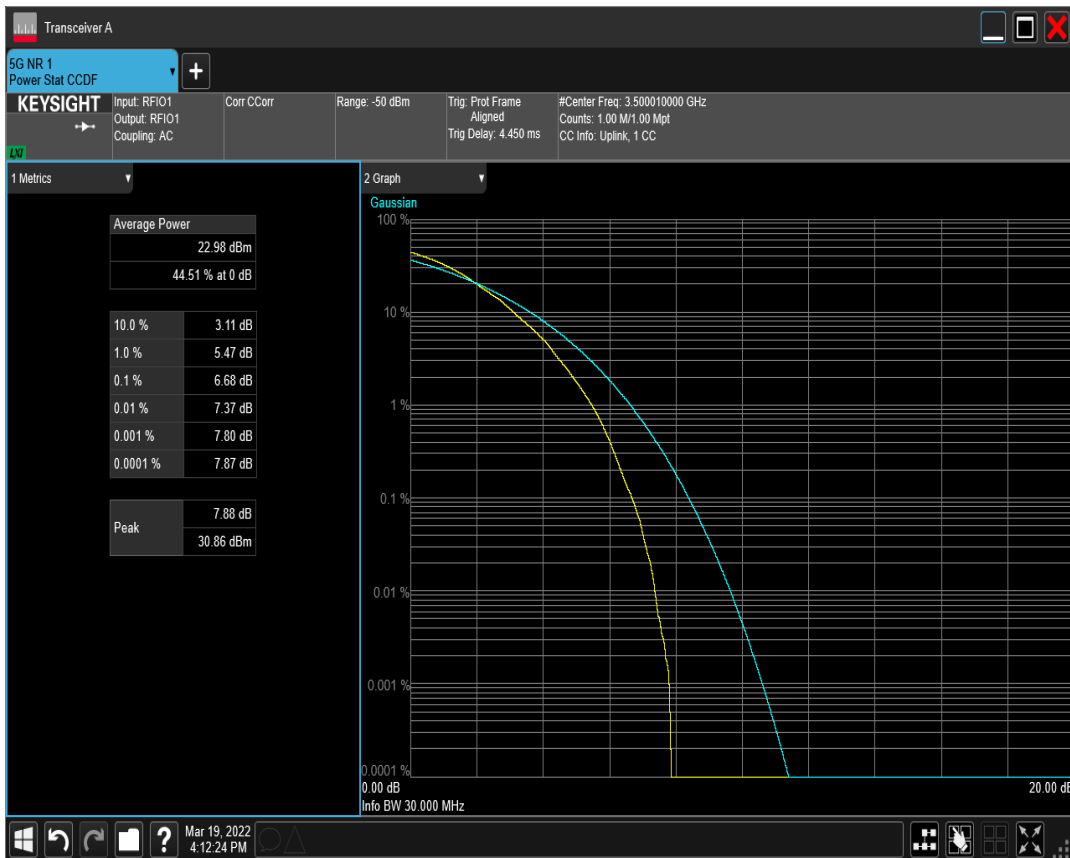 Transceiver A
5G NR 1
Power Stat CCDF
KEYSIGHT
LXI
Input: RFIO1
Output: RFIO1
Coupling: AC
Corr CCorr
Range: -50 dBm
Trig: Prot Frame
Aligned
Trig Delay: 4.450 ms
#Center Freq: 3.500010000 GHz
Counts: 1.00 M/1.00 Mpt
CC Info: Uplink, 1 CC
1 Metrics
Average Power
22.98 dBm
44.51 % at 0 dB
10.0 % 3.11 dB
1.0 % 5.47 dB
0.1 % 6.68 dB
0.01 % 7.37 dB
0.001 % 7.80 dB
0.0001 % 7.87 dB
Peak
7.88 dB
30.86 dBm
2 Graph
Gaussian
100 %
10 %
1 %
0.1 %
0.01 %
0.001 %
0.0001 %
0.00 dB 20.00 dB
Info BW 30.000 MHz
?
Mar 19, 2022
4:12:24 PM